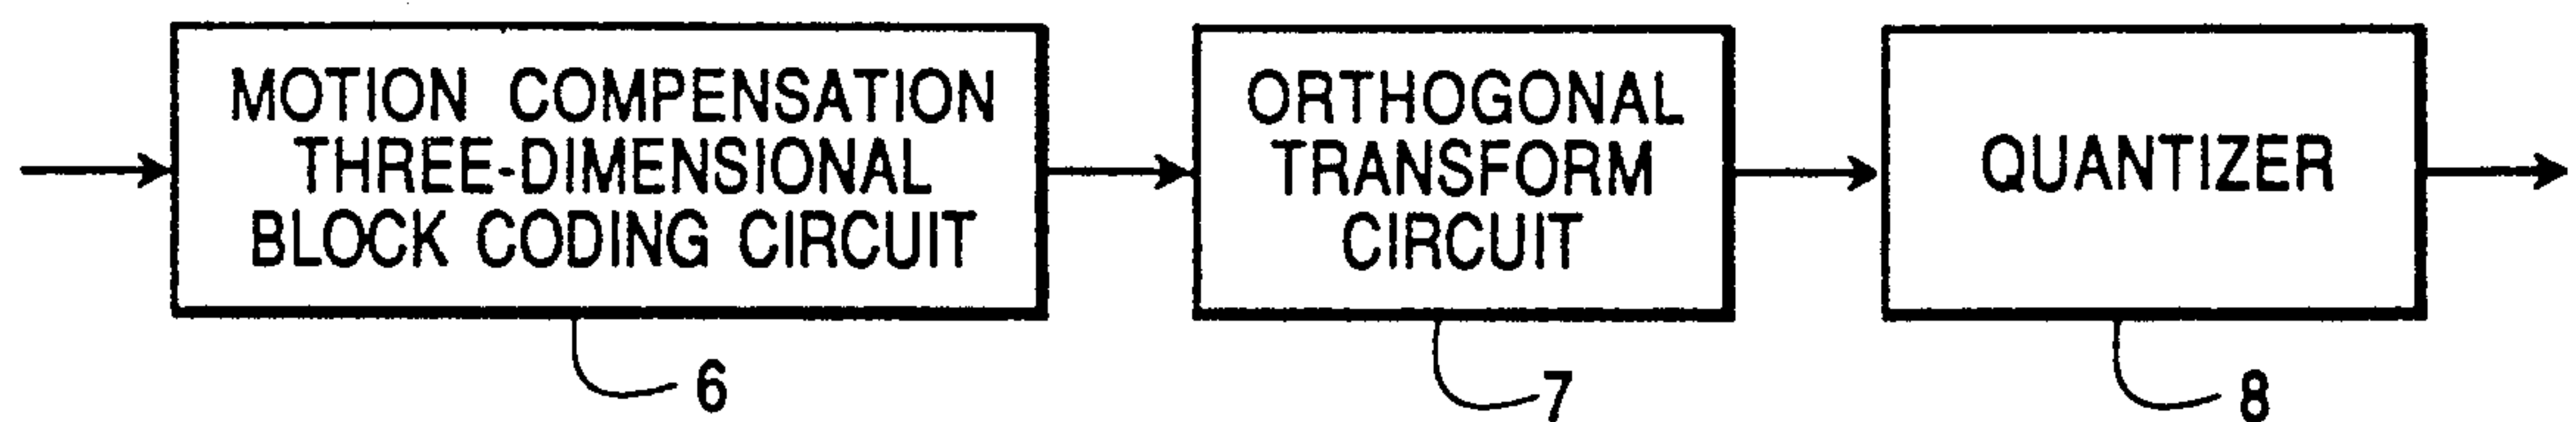 MOTION COMPENSATION
THREE-DIMENSIONAL
BLOCK CODING CIRCUIT
ORTHOGONAL
TRANSFORM
CIRCUIT
QUANTIZER
6
7
8